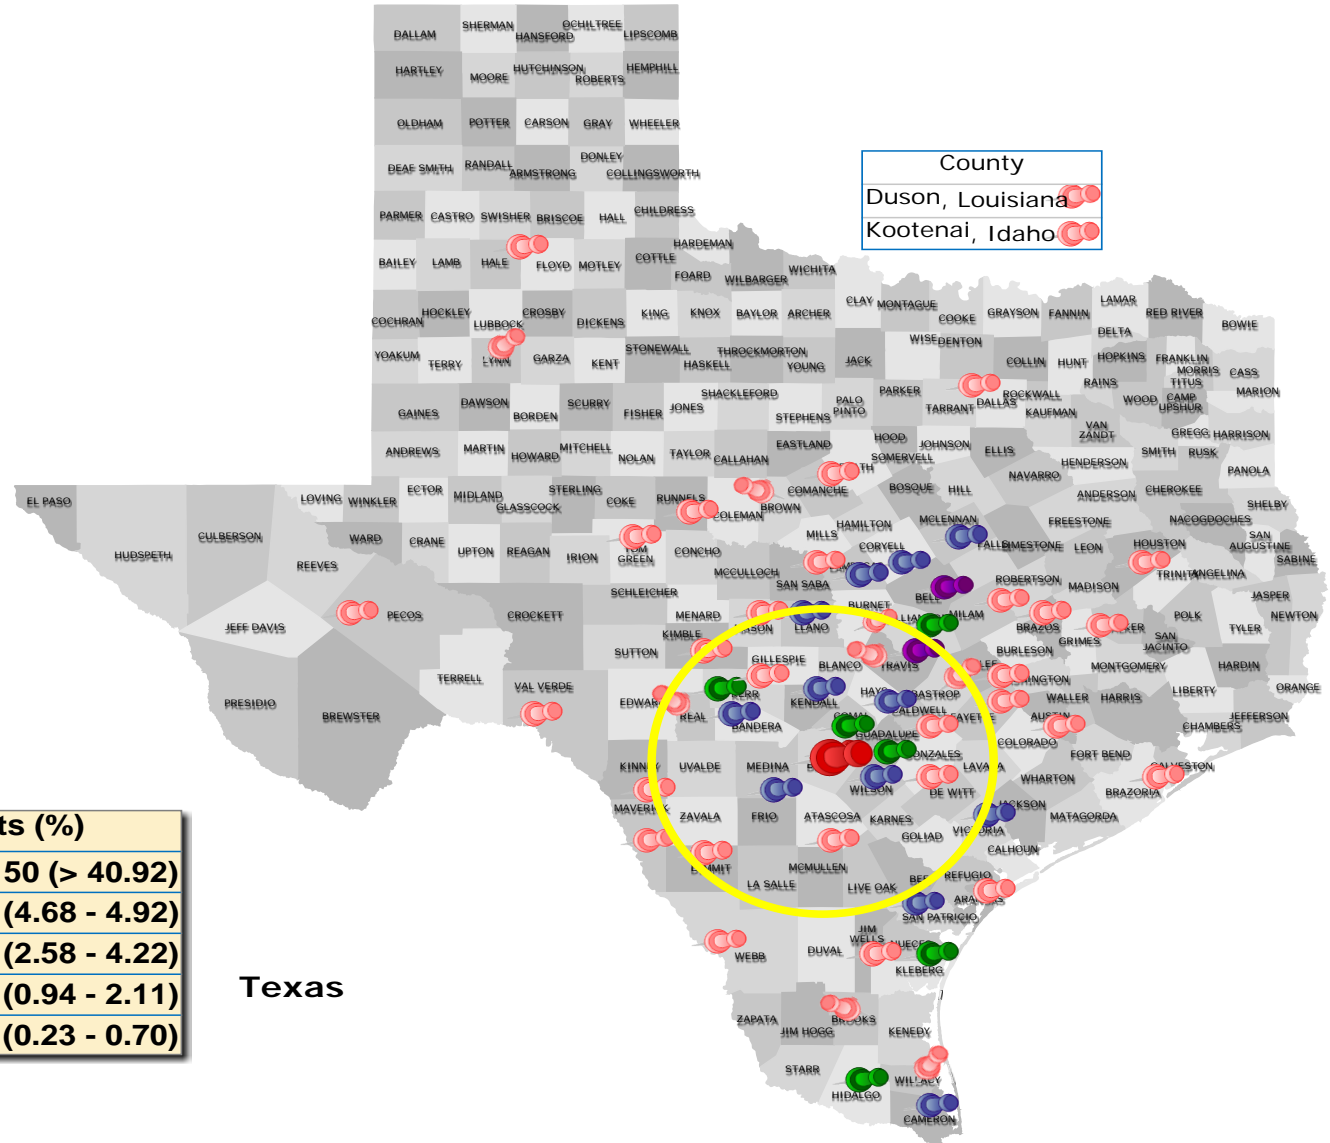 DALLAM SHERMAN HANSFORD OCHILTREE LIPSCOMB
HARTLEY MOORE HUTCHINSON ROBERTS HEMPHILL
OLDHAM POTTER CARSON GRAY WHEELER
DEAF SMITH RANDALL ARMSTRONG DONLEY COLLINGSWORTH
County
Duson, Louisiana
Kootenai, Idaho
PARMER CASTRO SWISHER BRISCOE HALL CHILDRESS
HARDEMAN
BAILEY LAMB HALE FLOYD MOTLEY COTTLE FOARD WILBARGER WICHITA
COCHRAN HOCKLEY LUBBOCK CROSBY DICKENS KING KNOX BAYLOR ARCHER CLAY MONTAGUE COOKE GRAYSON FANNIN LAMAR RED RIVER BOWIE
DELTA
YOAKUM TERRY LYNN GARZA KENT STONEWALL HASKELL THROCKMORTON YOUNG JACK WISE DENTON COLLIN HUNT HOPKINS FRANKLIN MORRIS CASS
RAINS TITUS MARION
GAINES DAWSON BORDEN SCURRY FISHER JONES SHACKLEFORD STEPHENS PALO PINTO PARKER TARRANT DALLAS ROCKWALL KAUFMAN WOOD CAMP UPSHUR
VAN ZANDT GREGG HARRISON
ANDREWS MARTIN HOWARD MITCHELL NOLAN TAYLOR CALLAHAN EASTLAND HOOD SOMERVELL JOHNSON ELLIS HENDERSON SMITH RUSK PANOLA
NAVARRO
EL PASO LOVING WINKLER ECTOR MIDLAND GLASSCOCK STERLING COKE RUNNELS COLEMAN BROWN COMANCHE BOSQUE HILL ANDERSON CHEROKEE SHELBY
HUDSPETH CULBERSON REEVES WARD CRANE UPTON REAGAN IRION TOM GREEN CONCHO MILLS HAMILTON MCLENNAN FREESTONE NACOGDOCHES
CORYELL FALLS LIMESTONE LEON HOUSTON SAN AUGUSTINE SABINE
MCCULLOCH SAN SABA ROBERTSON MADISON TRINITY ANGELINA
JEFF DAVIS PECOS CROCKETT SCHLEICHER MENARD BURNET BELL MILAM JASPER
MASON LLANO BRAZOS GRIMES POLK TYLER NEWTON
SUTTON KIMBLE GILLESPIE BLANCO TRAVIS LEE BURLESON SAN JACINTO
MONTGOMERY HARDIN
PRESIDIO BREWSTER TERRELL VAL VERDE KERR KENDALL HAYS BASTROP WALLER HARRIS LIBERTY ORANGE
REAL BANDERA COMAL CALDWELL AUSTIN CHAMBERS JEFFERSON
GUADALUPE COLORADO
KINNEY UVALDE MEDINA WILSON LAVACA FORT BEND
DE WITT WHARTON BRAZORIA
MAVERICK ZAVALA FRIO ATASCOSA KARNES JACKSON MATAGORDA
GOLIAD VICTORIA
CALHOUN
MCMULLEN REFUGIO
LA SALLE LIVE OAK
SAN PATRICIO
WEBB DUVAL JIM WELLS NUECES
KLEBERG
ZAPATA JIM HOGG BROOKS KENEDY
STARR HIDALGO WILLACY
CAMERON
ts (%)
50 (> 40.92)
(4.68 - 4.92)
(2.58 - 4.22)
(0.94 - 2.11)
(0.23 - 0.70)
Texas